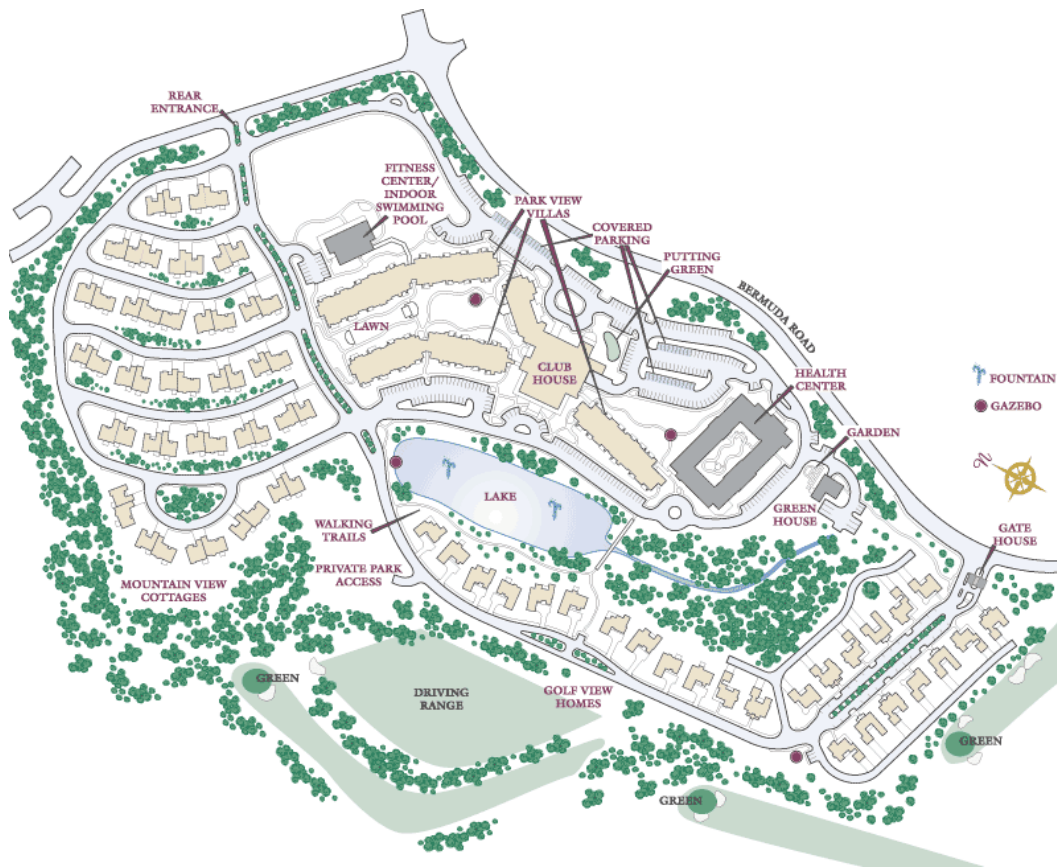 REAR
ENTRANCE
FITNESS
CENTER/
INDOOR
SWIMMING
POOL
PARK VIEW
VILLAS
COVERED
PARKING
PUTTING
GREEN
BERMUDA ROAD
LAWN
CLUB
HOUSE
HEALTH
CENTER
FOUNTAIN
GAZEBO
GARDEN
N
LAKE
GREEN
HOUSE
WALKING
TRAILS
GATE
HOUSE
PRIVATE PARK
ACCESS
MOUNTAIN VIEW
COTTAGES
GREEN
DRIVING
RANGE
GOLF VIEW
HOMES
GREEN
GREEN